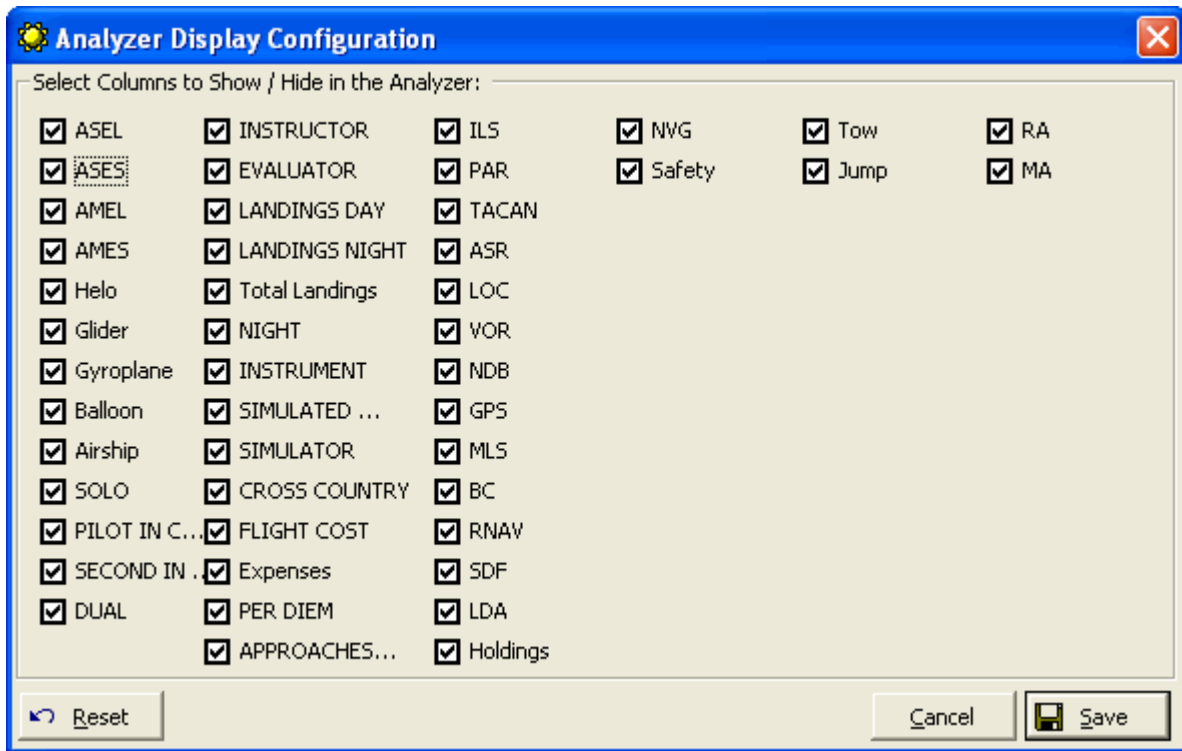 Analyzer Display Configuration
Select Columns to Show / Hide in the Analyzer:
ASEL
ASES
AMEL
AMES
Helo
Glider
Gyroplane
Balloon
Airship
SOLO
PILOT IN C...
SECOND IN ..
DUAL
INSTRUCTOR
EVALUATOR
LANDINGS DAY
LANDINGS NIGHT
Total Landings
NIGHT
INSTRUMENT
SIMULATED ...
SIMULATOR
CROSS COUNTRY
FLIGHT COST
Expenses
PER DIEM
APPROACHES...
ILS
PAR
TACAN
ASR
LOC
VOR
NDB
GPS
MLS
BC
RNAV
SDF
LDA
Holdings
NVG
Safety
Tow
Jump
RA
MA
Reset
Cancel
Save